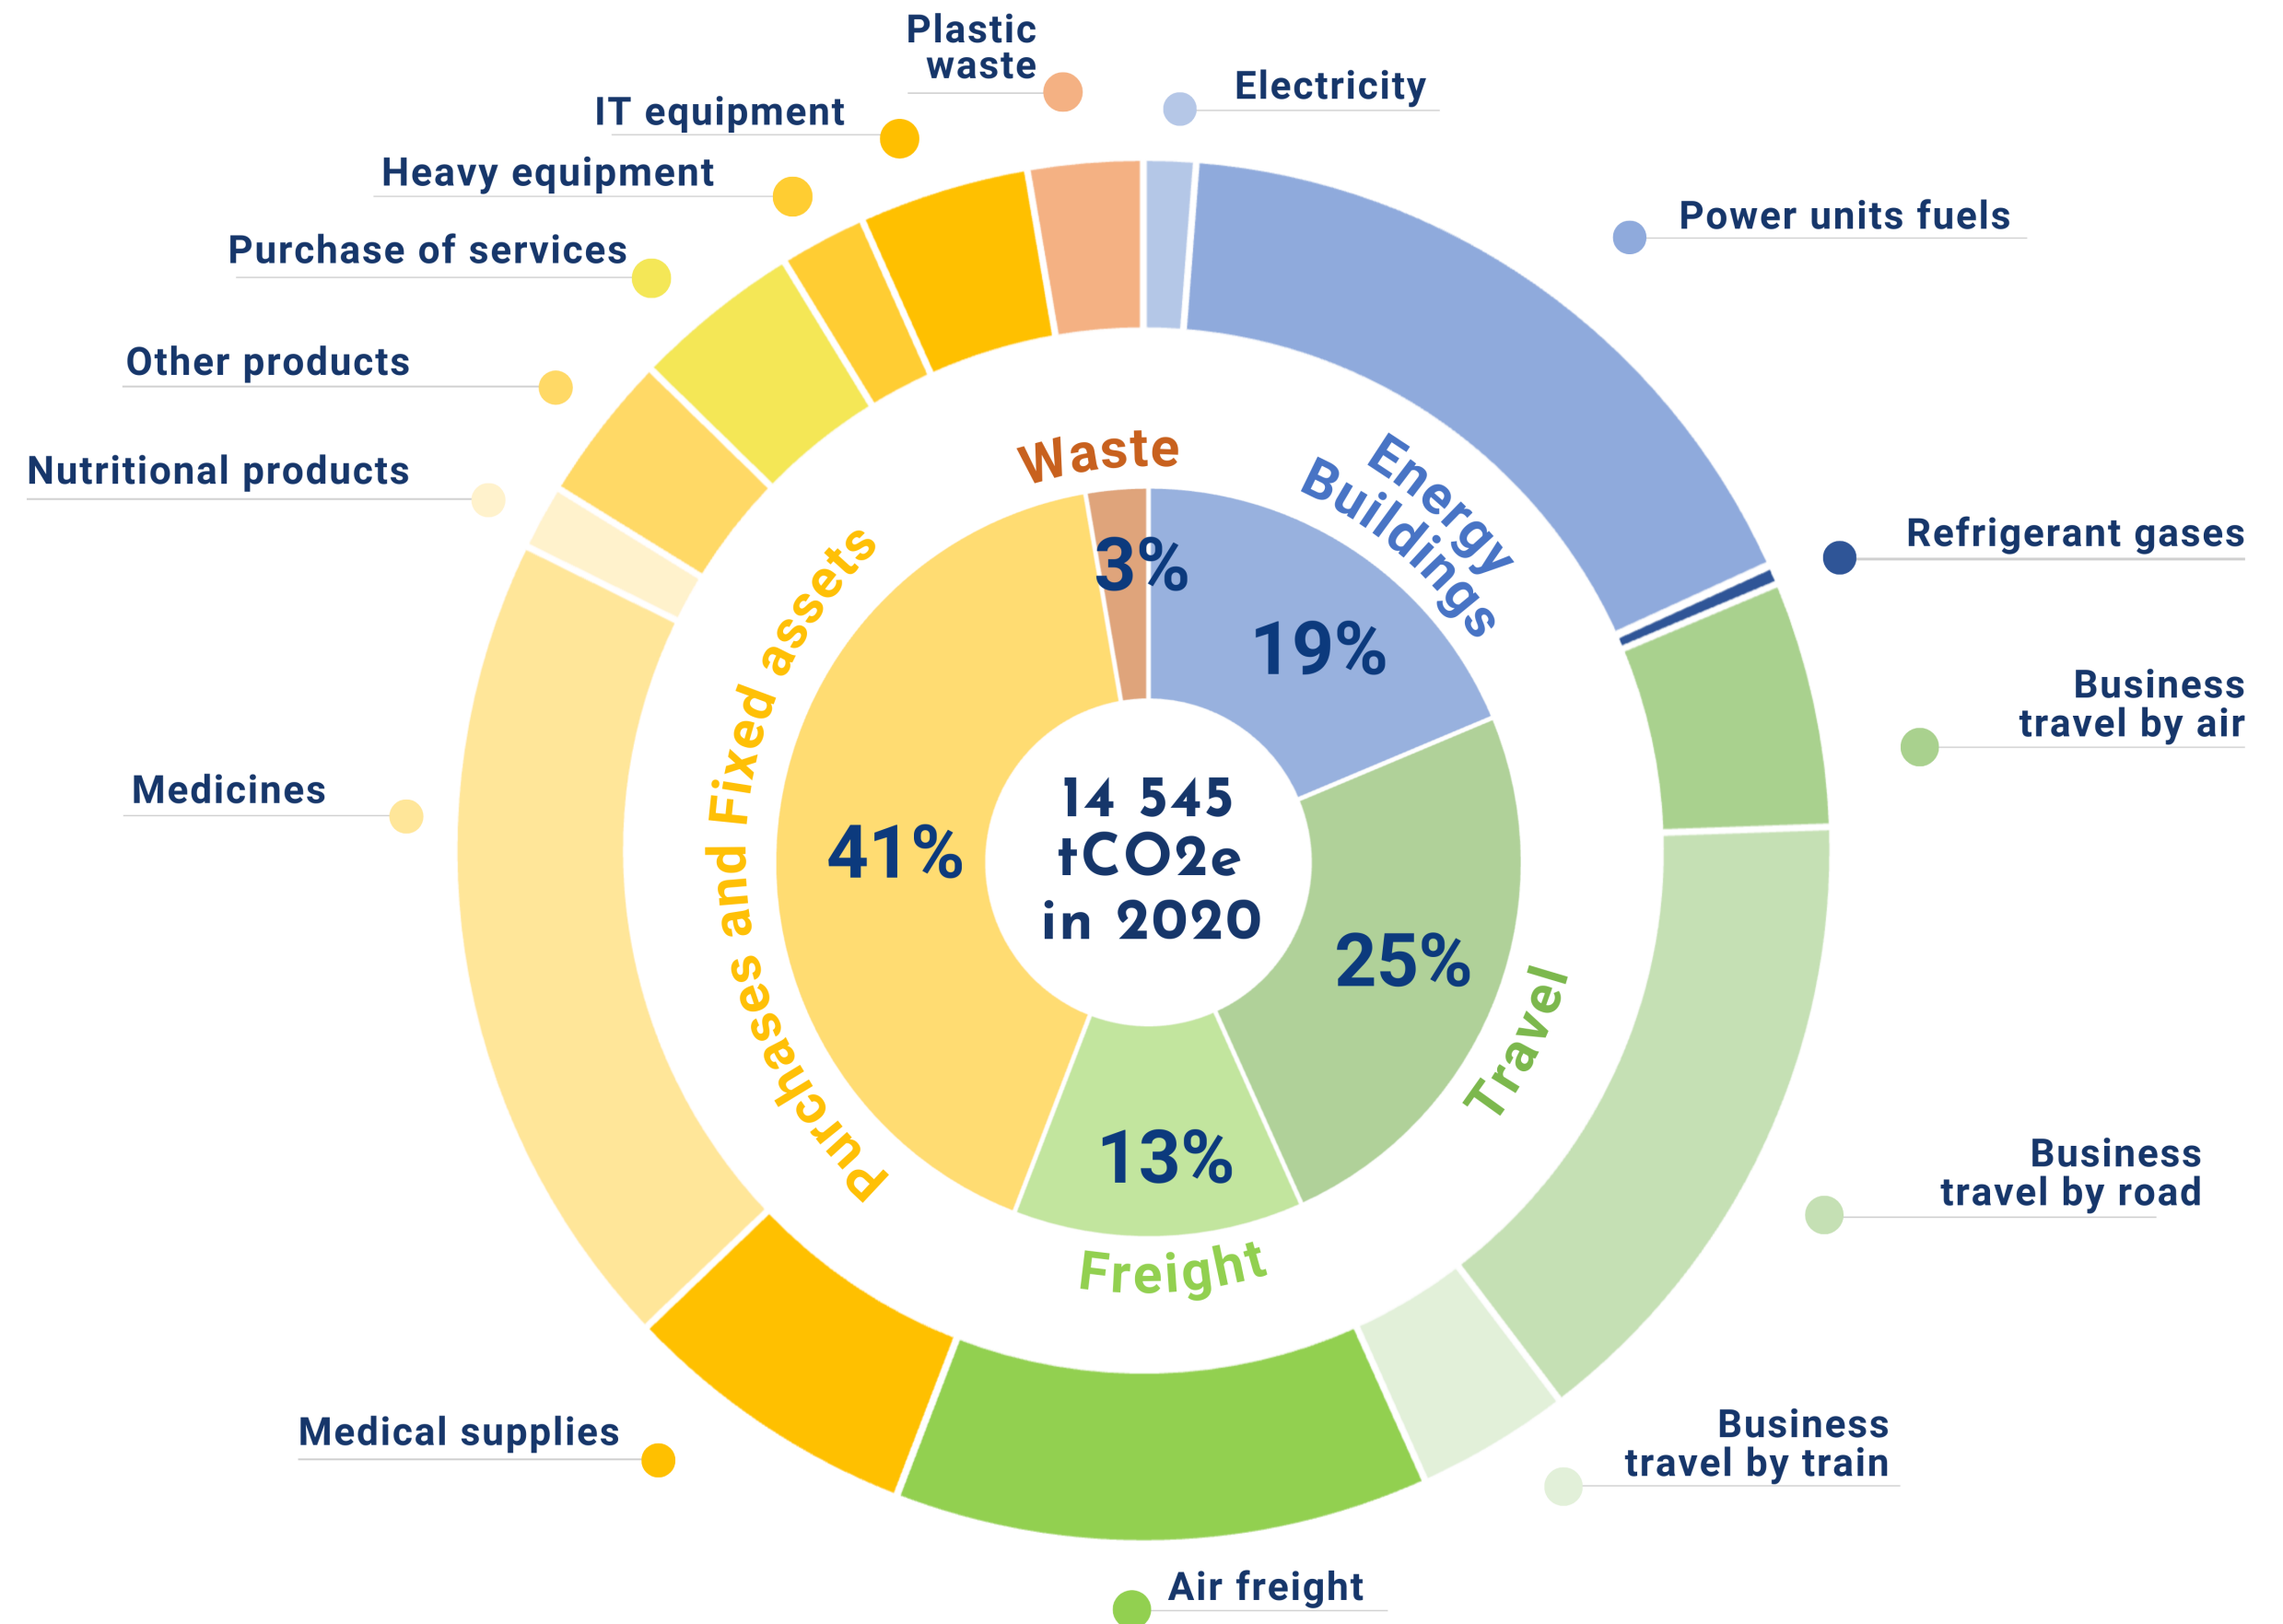 Plastic
waste
Electricity
IT equipment
Heavy equipment
Power units fuels
Purchase of services
Other products
Nutritional products
Refrigerant gases
Business
travel by air
Medicines
Business
travel by road
Medical supplies
Business
travel by train
Air freight
Waste
Energy
Buildings
Purchases and Fixed assets
Travel
Freight
3%
19%
41%
25%
13%
14 545
tCO2e
in 2020